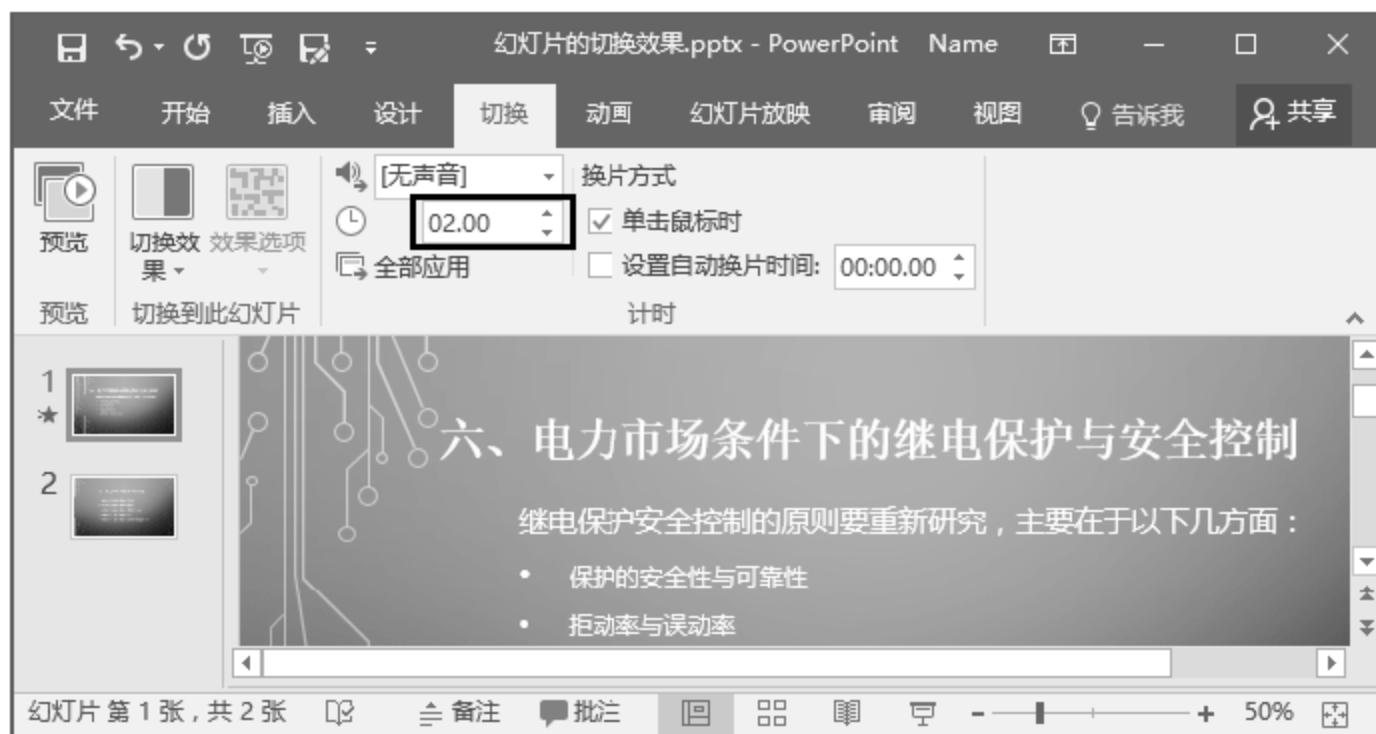 幻灯片的切换效果.pptx - PowerPoint Name
文件 开始 插入 设计 切换 动画 幻灯片放映 审阅 视图 告诉我 共享
[无声音] 换片方式
02.00 单击鼠标时
预览 切换效果 效果选项
全部应用 设置自动换片时间: 00:00.00
预览 切换到此幻灯片 计时
1
2
六、电力市场条件下的继电保护与安全控制
继电保护安全控制的原则要重新研究，主要在于以下几方面：
• 保护的安全性与可靠性
• 拒动率与误动率
幻灯片 第 1 张，共 2 张 备注 批注 50%